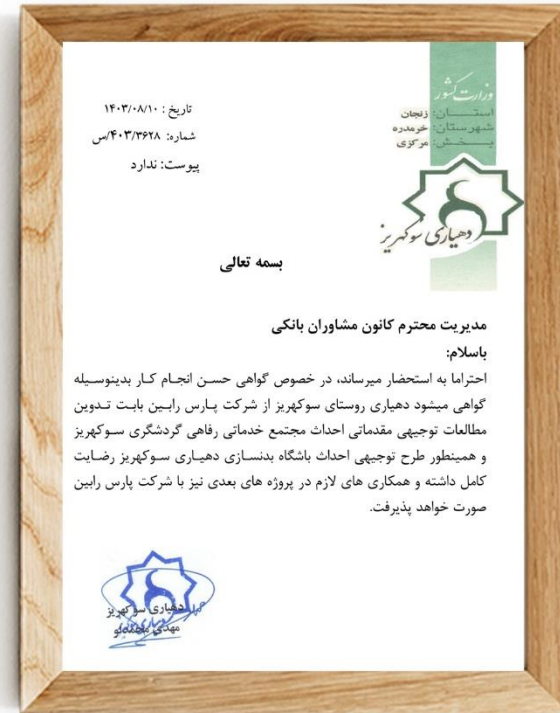 وزارت کشور
استان: زنجان
شهرستان: خرمدره
بخش: مرکزی
دهیاری سوکهریز
تاریخ : ۱۴۰۳/۰۸/۱۰
شماره: ۴۰۳/۳۶۲۸/س
پیوست: ندارد
بسمه تعالی
مدیریت محترم کانون مشاوران بانکی
باسلام:
احتراما به استحضار میرساند، در خصوص گواهی حسن انجام کار بدینوسیله
گواهی میشود دهیاری روستای سوکهریز از شرکت پارس رابین بابت تدوین
مطالعات توجیهی مقدماتی احداث مجتمع خدماتی رفاهی گردشگری سوکهریز
و همینطور طرح توجیهی احداث باشگاه بدنسازی دهیاری سوکهریز رضایت
کامل داشته و همکاری های لازم در پروژه های بعدی نیز با شرکت پارس رابین
صورت خواهد پذیرفت.
دهیاری سوکهریز
مهدی محمدلو